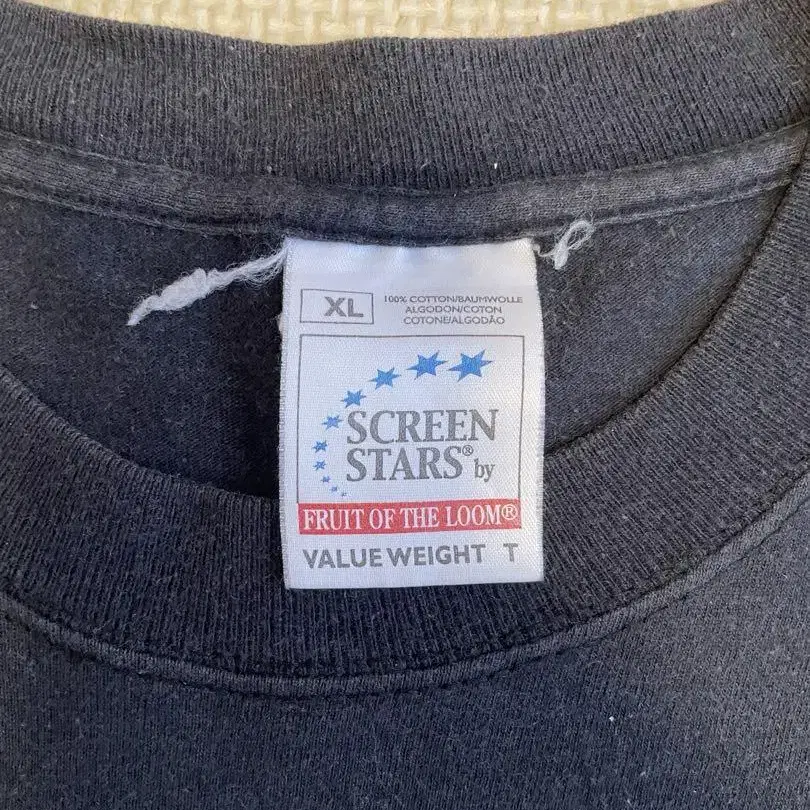 XL
100% COTTON/BAUMWOLLE
ALGODON/COTON
COTONE/ALGODÃO
SCREEN
STARS® by
FRUIT OF THE LOOM®
VALUE WEIGHT T